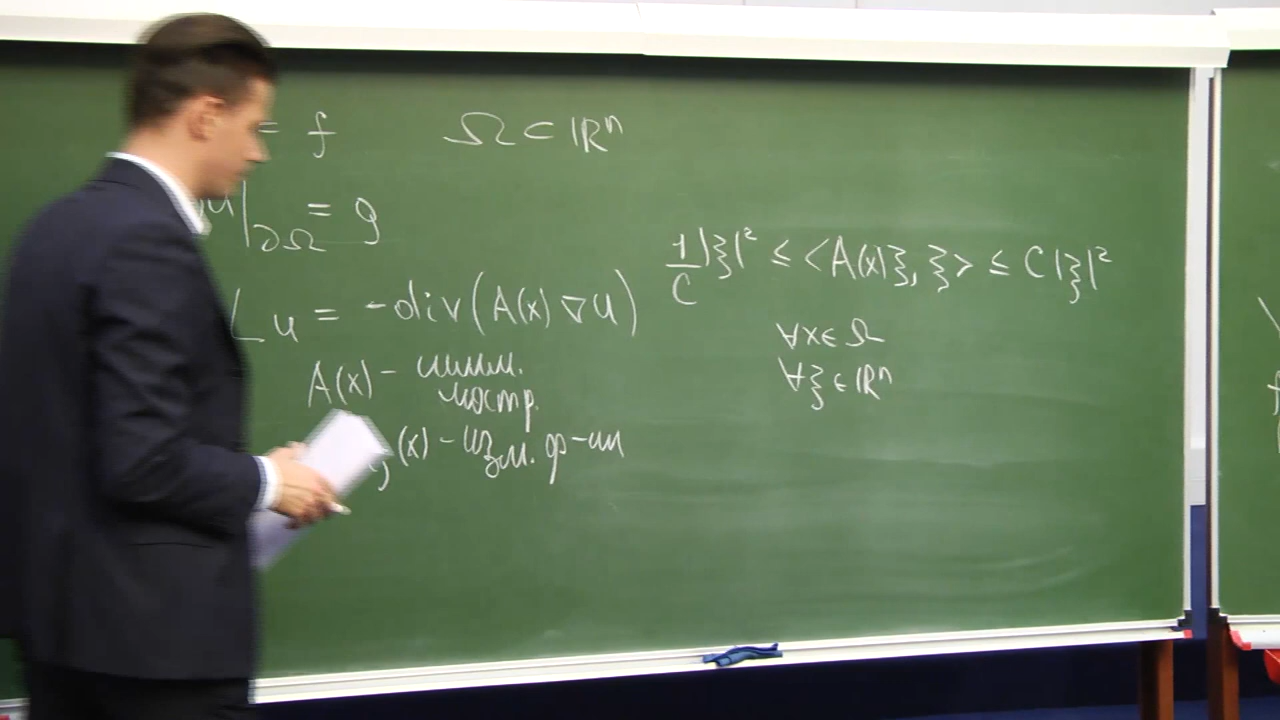 = f Ω ⊂ ℝⁿ
u|∂Ω = g
1/C |ξ|² ≤ <A(x)ξ, ξ> ≤ C|ξ|²
Lu = -div(A(x)∇u)
∀x∈Ω
∀ξ∈ℝⁿ
A(x) - симм.
матр.
j(x) - изм. ф-ии